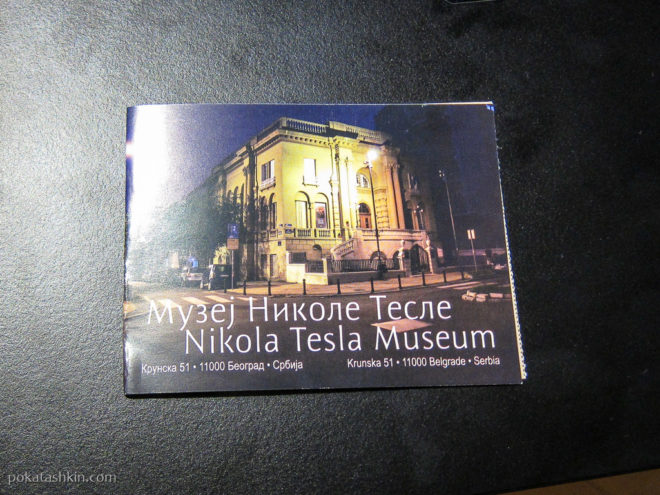 Музеј Николе Тесле
Nikola Tesla Museum
Крунска 51 • 11000 Београд • Србија
Krunska 51 • 11000 Belgrade • Serbia
pokatashkin.com